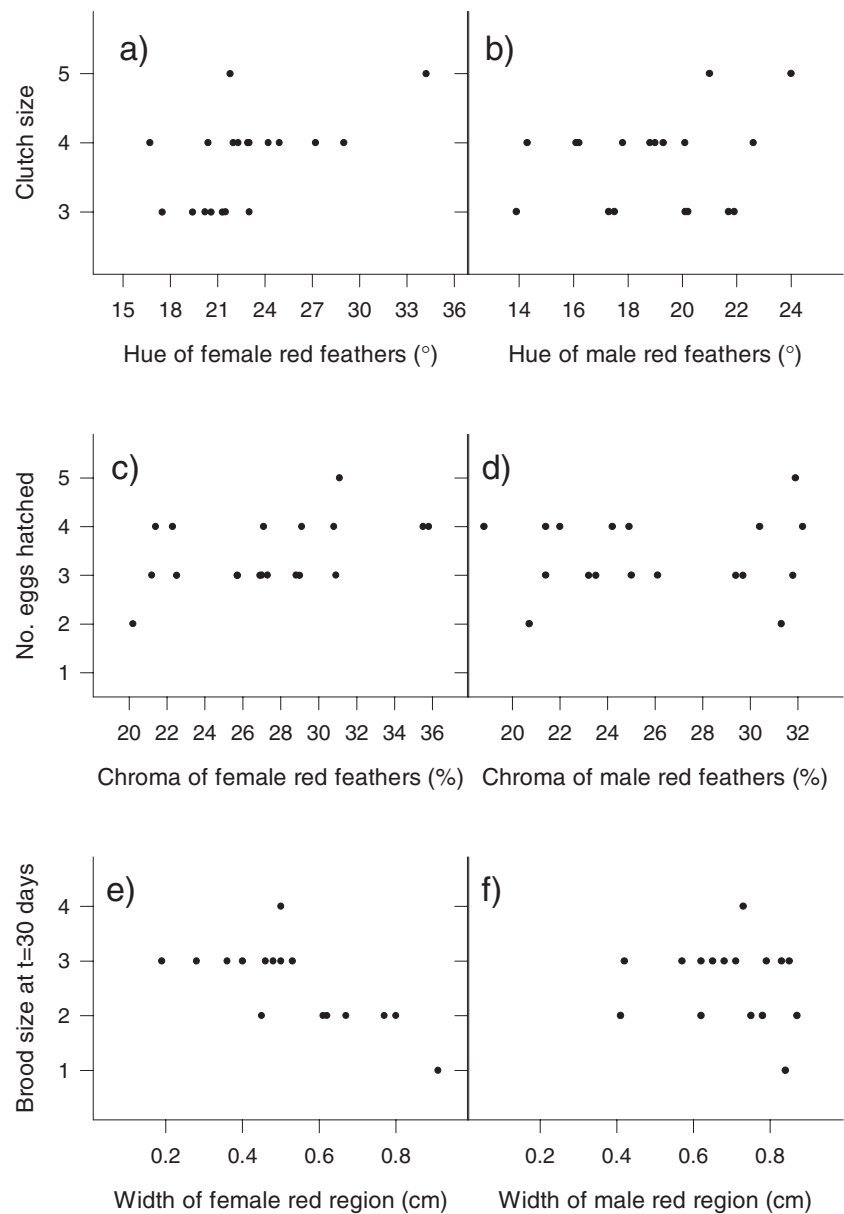 a)
b)
Clutch size
5
4
3
15 18 21 24 27 30 33 36
14 16 18 20 22 24
Hue of female red feathers (°)
Hue of male red feathers (°)
c)
d)
No. eggs hatched
5
4
3
2
1
20 22 24 26 28 30 32 34 36
20 22 24 26 28 30 32
Chroma of female red feathers (%)
Chroma of male red feathers (%)
e)
f)
Brood size at t=30 days
4
3
2
1
0.2 0.4 0.6 0.8
0.2 0.4 0.6 0.8
Width of female red region (cm)
Width of male red region (cm)